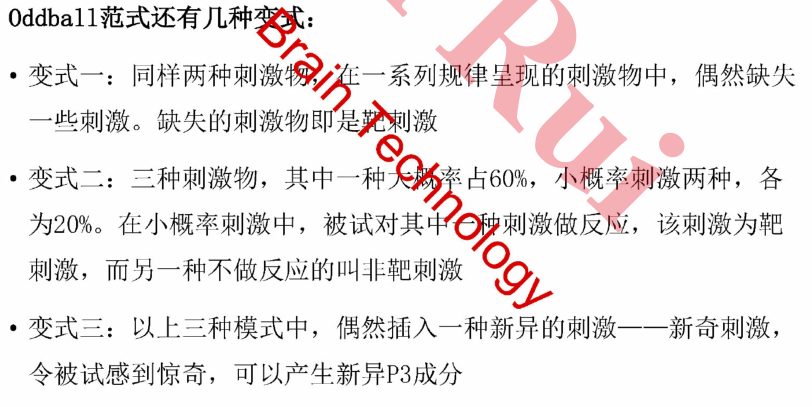 Oddball范式还有几种变式：
• 变式一：同样两种刺激物，在一系列规律呈现的刺激物中，偶然缺失
一些刺激。缺失的刺激物即是靶刺激
• 变式二：三种刺激物，其中一种大概率占60%，小概率刺激两种，各
为20%。在小概率刺激中，被试对其中一种刺激做反应，该刺激为靶
刺激，而另一种不做反应的叫非靶刺激
• 变式三：以上三种模式中，偶然插入一种新异的刺激——新奇刺激，
令被试感到惊奇，可以产生新异P3成分
Brain Technology
Rui